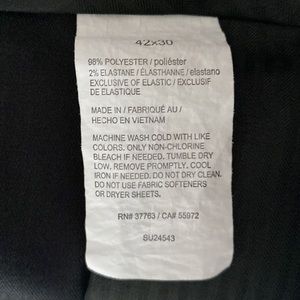 42x30
98% POLYESTER / poliéster
2% ELASTANE / ÉLASTHANNE / elastano
EXCLUSIVE OF ELASTIC / EXCLUSIF
DE ELASTIQUE
MADE IN / FABRIQUÉ AU /
HECHO EN VIETNAM
MACHINE WASH COLD WITH LIKE
COLORS. ONLY NON-CHLORINE
BLEACH IF NEEDED. TUMBLE DRY
LOW. REMOVE PROMPTLY. COOL
IRON IF NEEDED. DO NOT DRY CLEAN.
DO NOT USE FABRIC SOFTENERS
OR DRYER SHEETS.
RN# 37763 / CA# 55972
SU24543